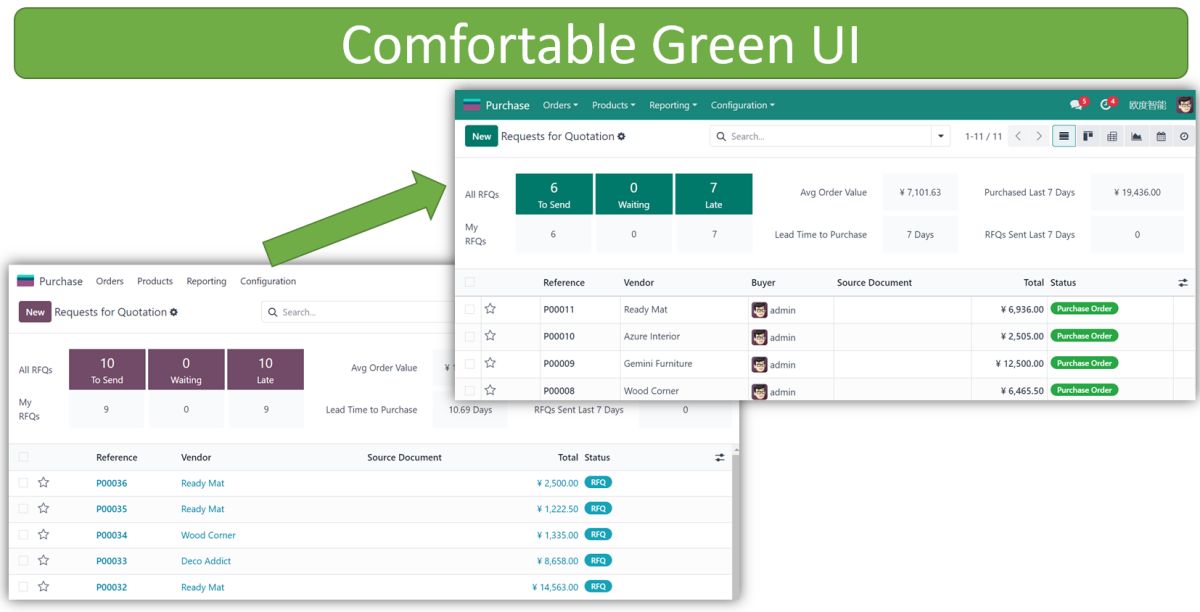 Comfortable Green UI
Purchase Orders Products Reporting Configuration 5 4 欧度智能
New Requests for Quotation Search... 1-11 / 11
All RFQs 6 To Send 0 Waiting 7 Late Avg Order Value ¥ 7,101.63 Purchased Last 7 Days ¥ 19,436.00
My RFQs 6 0 7 Lead Time to Purchase 7 Days RFQs Sent Last 7 Days 0
Reference Vendor Buyer Source Document Total Status
P00011 Ready Mat admin ¥ 6,936.00 Purchase Order
P00010 Azure Interior admin ¥ 2,505.00 Purchase Order
P00009 Gemini Furniture admin ¥ 12,500.00 Purchase Order
P00008 Wood Corner admin ¥ 6,465.50 Purchase Order
Purchase Orders Products Reporting Configuration
New Requests for Quotation Search...
All RFQs 10 To Send 0 Waiting 10 Late Avg Order Value ¥
My RFQs 9 0 9 Lead Time to Purchase 10.69 Days RFQs Sent Last 7 Days 0
Reference Vendor Source Document Total Status
P00036 Ready Mat ¥ 2,500.00 RFQ
P00035 Ready Mat ¥ 1,222.50 RFQ
P00034 Wood Corner ¥ 1,335.00 RFQ
P00033 Deco Addict ¥ 8,658.00 RFQ
P00032 Ready Mat ¥ 14,563.00 RFQ